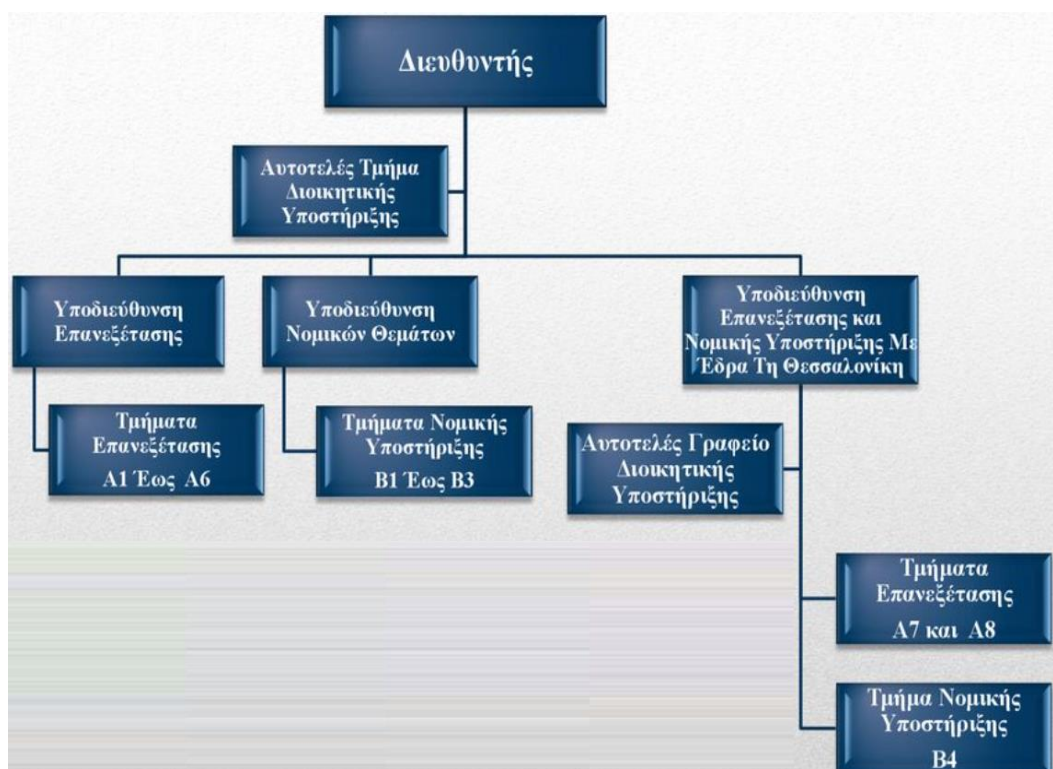 Διευθυντής
Αυτοτελές Τμήμα
Διοικητικής
Υποστήριξης
Υποδιεύθυνση
Επανεξέτασης
Υποδιεύθυνση
Νομικών Θεμάτων
Υποδιεύθυνση
Επανεξέτασης και
Νομικής Υποστήριξης Με
Έδρα Τη Θεσσαλονίκη
Τμήματα
Επανεξέτασης
Α1 Έως Α6
Τμήματα Νομικής
Υποστήριξης
Β1 Έως Β3
Αυτοτελές Γραφείο
Διοικητικής
Υποστήριξης
Τμήματα
Επανεξέτασης
Α7 και Α8
Τμήμα Νομικής
Υποστήριξης
Β4